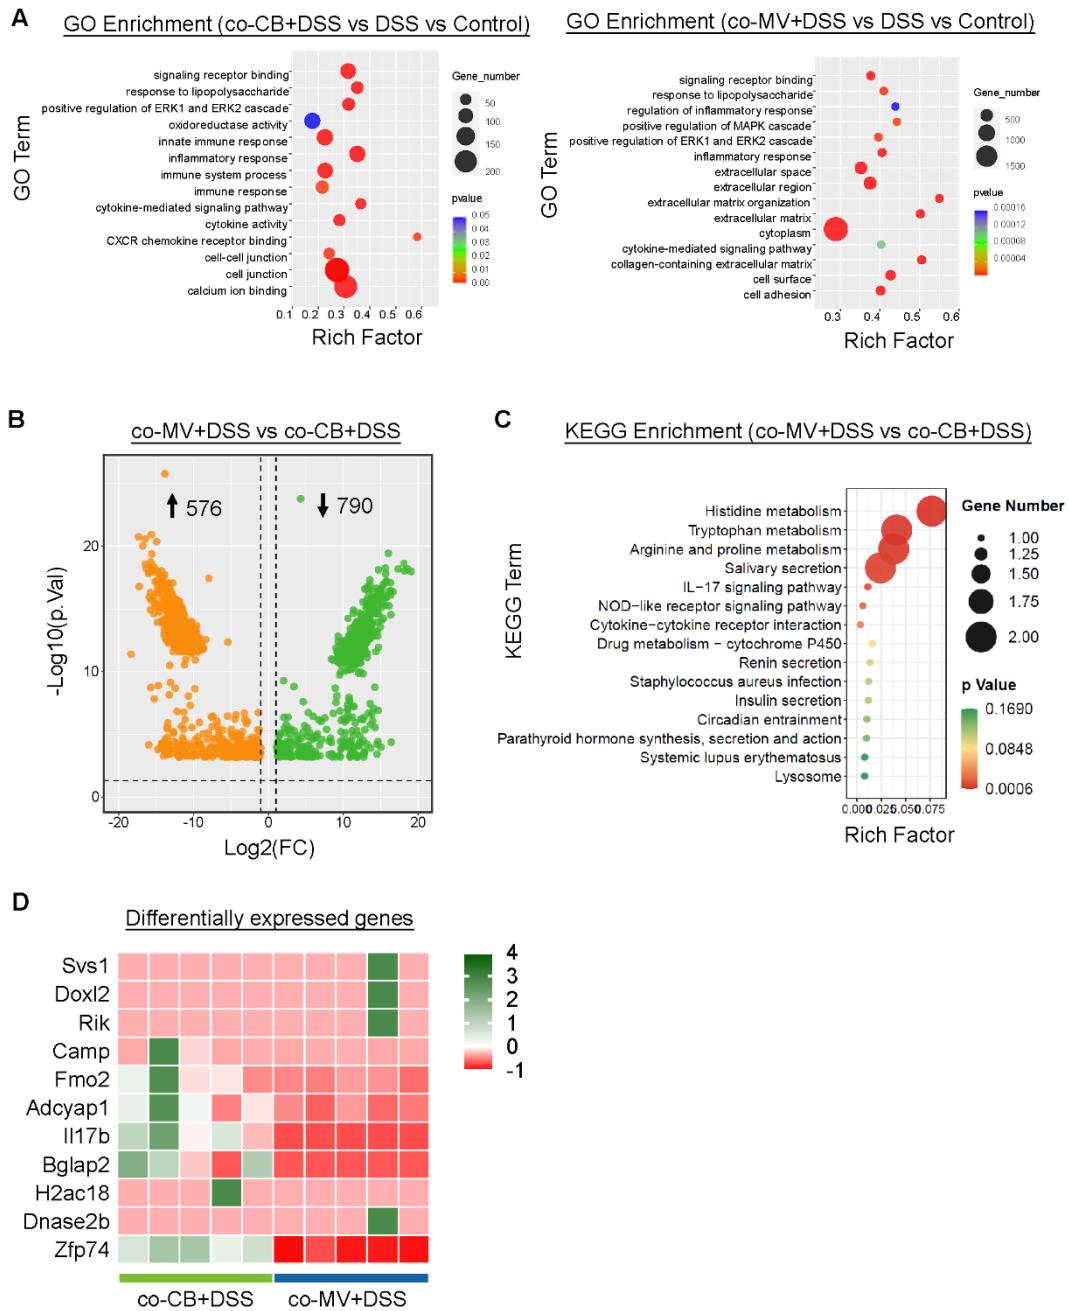 A
GO Enrichment (co-CB+DSS vs DSS vs Control)
GO Term
signaling receptor binding
response to lipopolysaccharide
positive regulation of ERK1 and ERK2 cascade
oxidoreductase activity
innate immune response
inflammatory response
immune system process
immune response
cytokine-mediated signaling pathway
cytokine activity
CXCR chemokine receptor binding
cell-cell junction
cell junction
calcium ion binding
0.1 0.2 0.3 0.4 0.5 0.6
Rich Factor
Gene_number
50
100
150
200
pvalue
0.05
0.04
0.03
0.02
0.01
0.00
GO Enrichment (co-MV+DSS vs DSS vs Control)
GO Term
signaling receptor binding
response to lipopolysaccharide
regulation of inflammatory response
positive regulation of MAPK cascade
positive regulation of ERK1 and ERK2 cascade
inflammatory response
extracellular space
extracellular region
extracellular matrix organization
extracellular matrix
cytoplasm
cytokine-mediated signaling pathway
collagen-containing extracellular matrix
cell surface
cell adhesion
0.3 0.4 0.5 0.6
Rich Factor
Gene_number
500
1000
1500
pvalue
0.00016
0.00012
0.00008
0.00004
B
co-MV+DSS vs co-CB+DSS
576
790
-Log10(p.Val)
20
10
0
-20 -10 0 10 20
Log2(FC)
C
KEGG Enrichment (co-MV+DSS vs co-CB+DSS)
KEGG Term
Histidine metabolism
Tryptophan metabolism
Arginine and proline metabolism
Salivary secretion
IL−17 signaling pathway
NOD−like receptor signaling pathway
Cytokine−cytokine receptor interaction
Drug metabolism − cytochrome P450
Renin secretion
Staphylococcus aureus infection
Insulin secretion
Circadian entrainment
Parathyroid hormone synthesis, secretion and action
Systemic lupus erythematosus
Lysosome
0.000 0.025 0.050 0.075
Rich Factor
Gene Number
1.00
1.25
1.50
1.75
2.00
p Value
0.1690
0.0848
0.0006
D
Differentially expressed genes
Svs1
Doxl2
Rik
Camp
Fmo2
Adcyap1
Il17b
Bglap2
H2ac18
Dnase2b
Zfp74
4
3
2
1
0
-1
co-CB+DSS co-MV+DSS